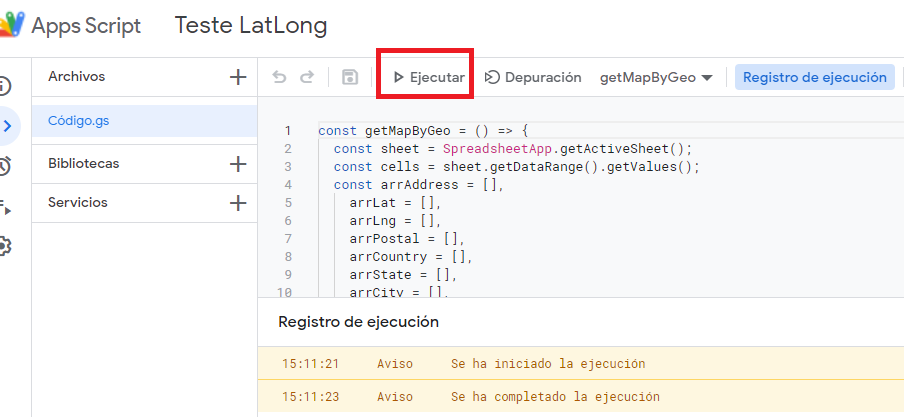 Apps Script Teste LatLong
Archivos
Ejecutar Depuración getMapByGeo Registro de ejecución
Código.gs
Bibliotecas
Servicios
1 const getMapByGeo = () => {
2 const sheet = SpreadsheetApp.getActiveSheet();
3 const cells = sheet.getDataRange().getValues();
4 const arrAddress = [],
5 arrLat = [],
6 arrLng = [],
7 arrPostal = [],
8 arrCountry = [],
9 arrState = [],
10 arrCity = [],
Registro de ejecución
15:11:21 Aviso Se ha iniciado la ejecución
15:11:23 Aviso Se ha completado la ejecución